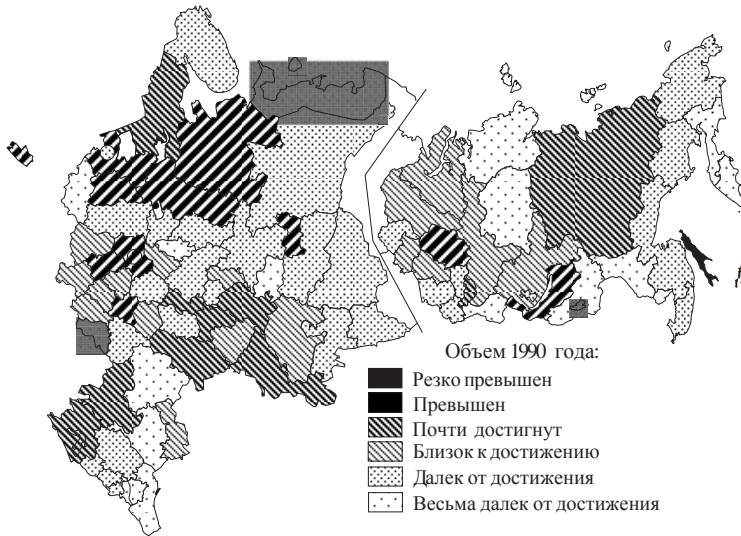 Объем 1990 года:
Резко превышен
Превышен
Почти достигнут
Близок к достижению
Далек от достижения
Весьма далек от достижения